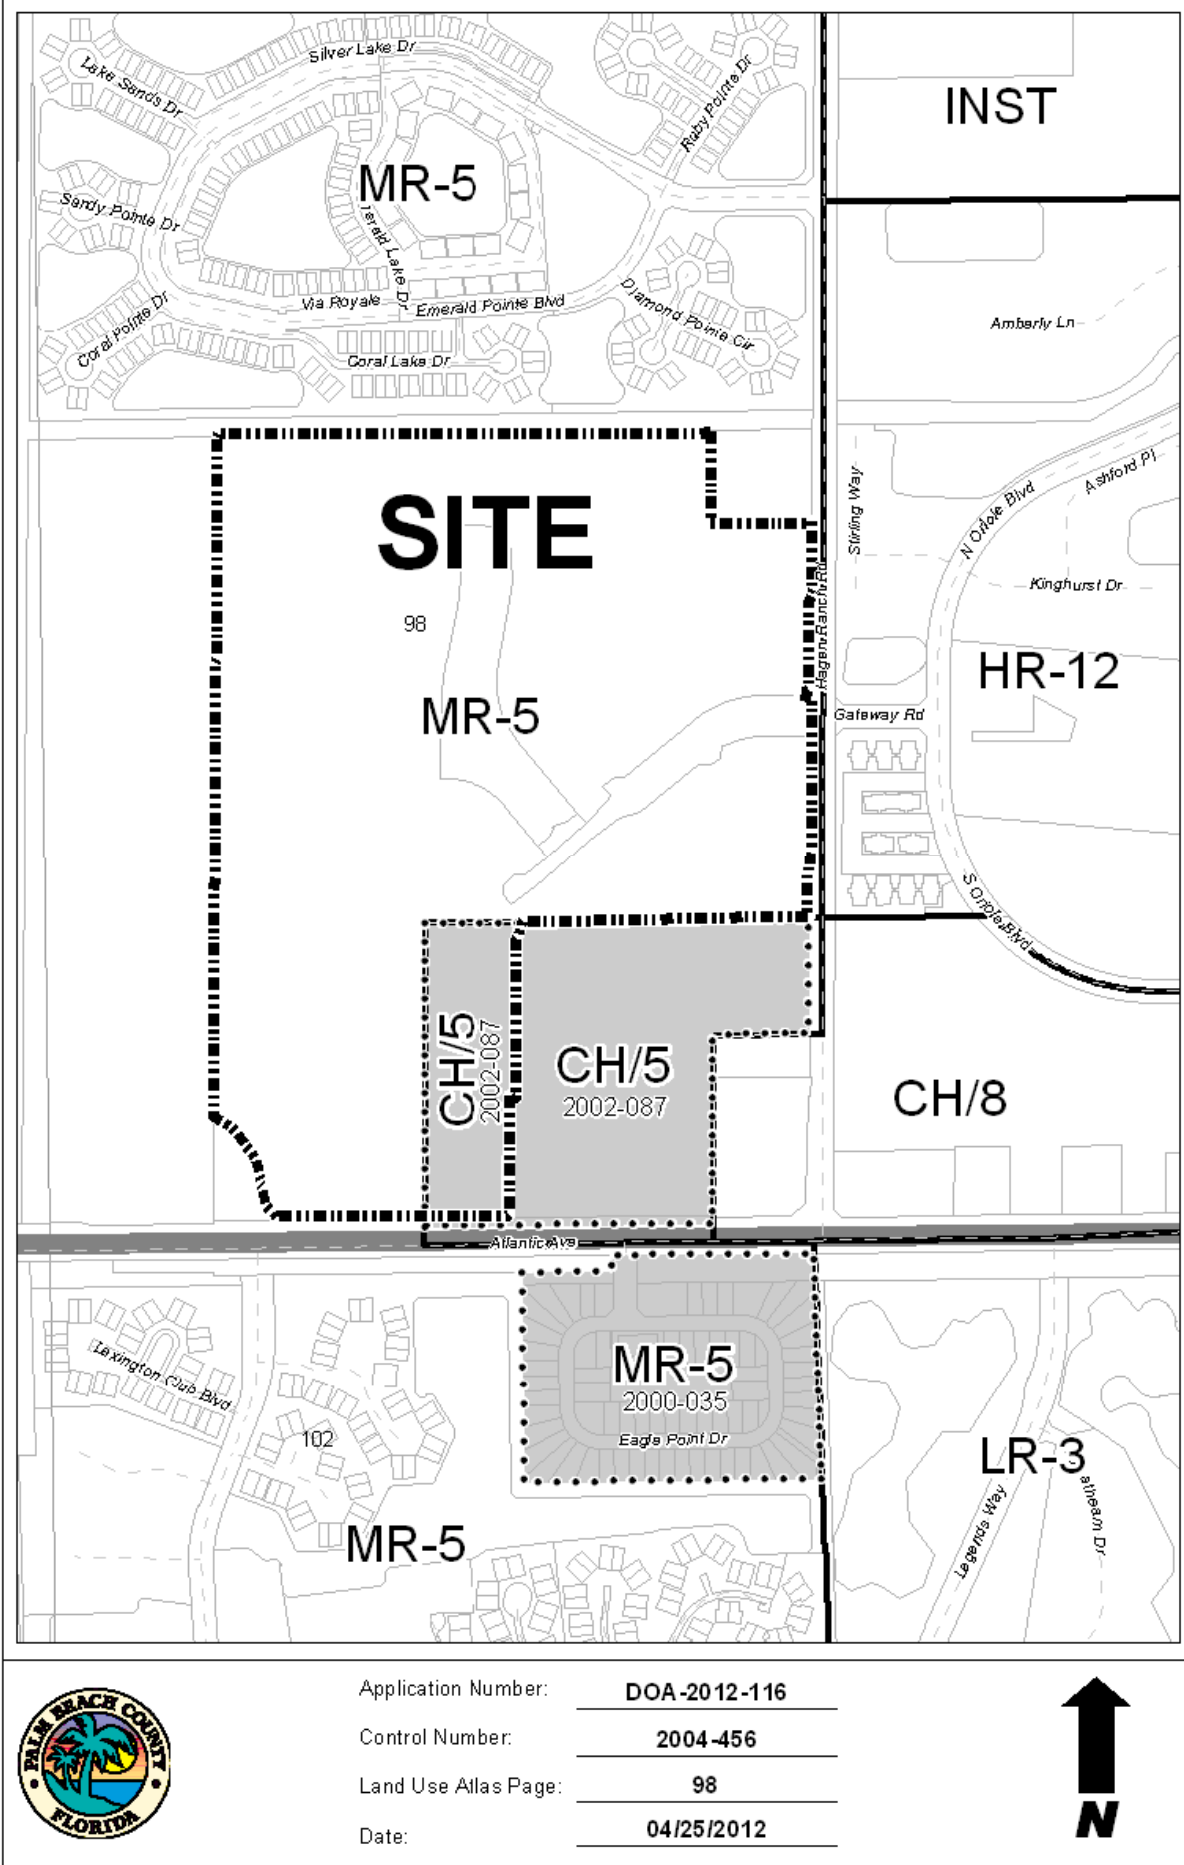 Silver Lake Dr
Lake Sands Dr
Ruby Pointe Dr
INST
MR-5
Sandy Pointe Dr
erald Lake Dr
Via Royale
Emerald Pointe Blvd
Diamond Pointe Cir
Coral Pointe Dr
Coral Lake Dr
Amberly Ln
SITE
98
MR-5
Stirling Way
N Oriole Blvd
Ashford Pl
Kinghurst Dr
Hagen Ranch Rd
HR-12
Gateway Rd
S Oriole Blvd
CH/5
2002-087
CH/5
2002-087
CH/8
Atlantic Ave
MR-5
2000-035
Eagle Point Dr
Lexington Club Blvd
102
MR-5
LR-3
Legends Way
atheam Dr
PALM BEACH COUNTY
FLORIDA
Application Number: DOA-2012-116
Control Number: 2004-456
Land Use Atlas Page: 98
Date: 04/25/2012
N